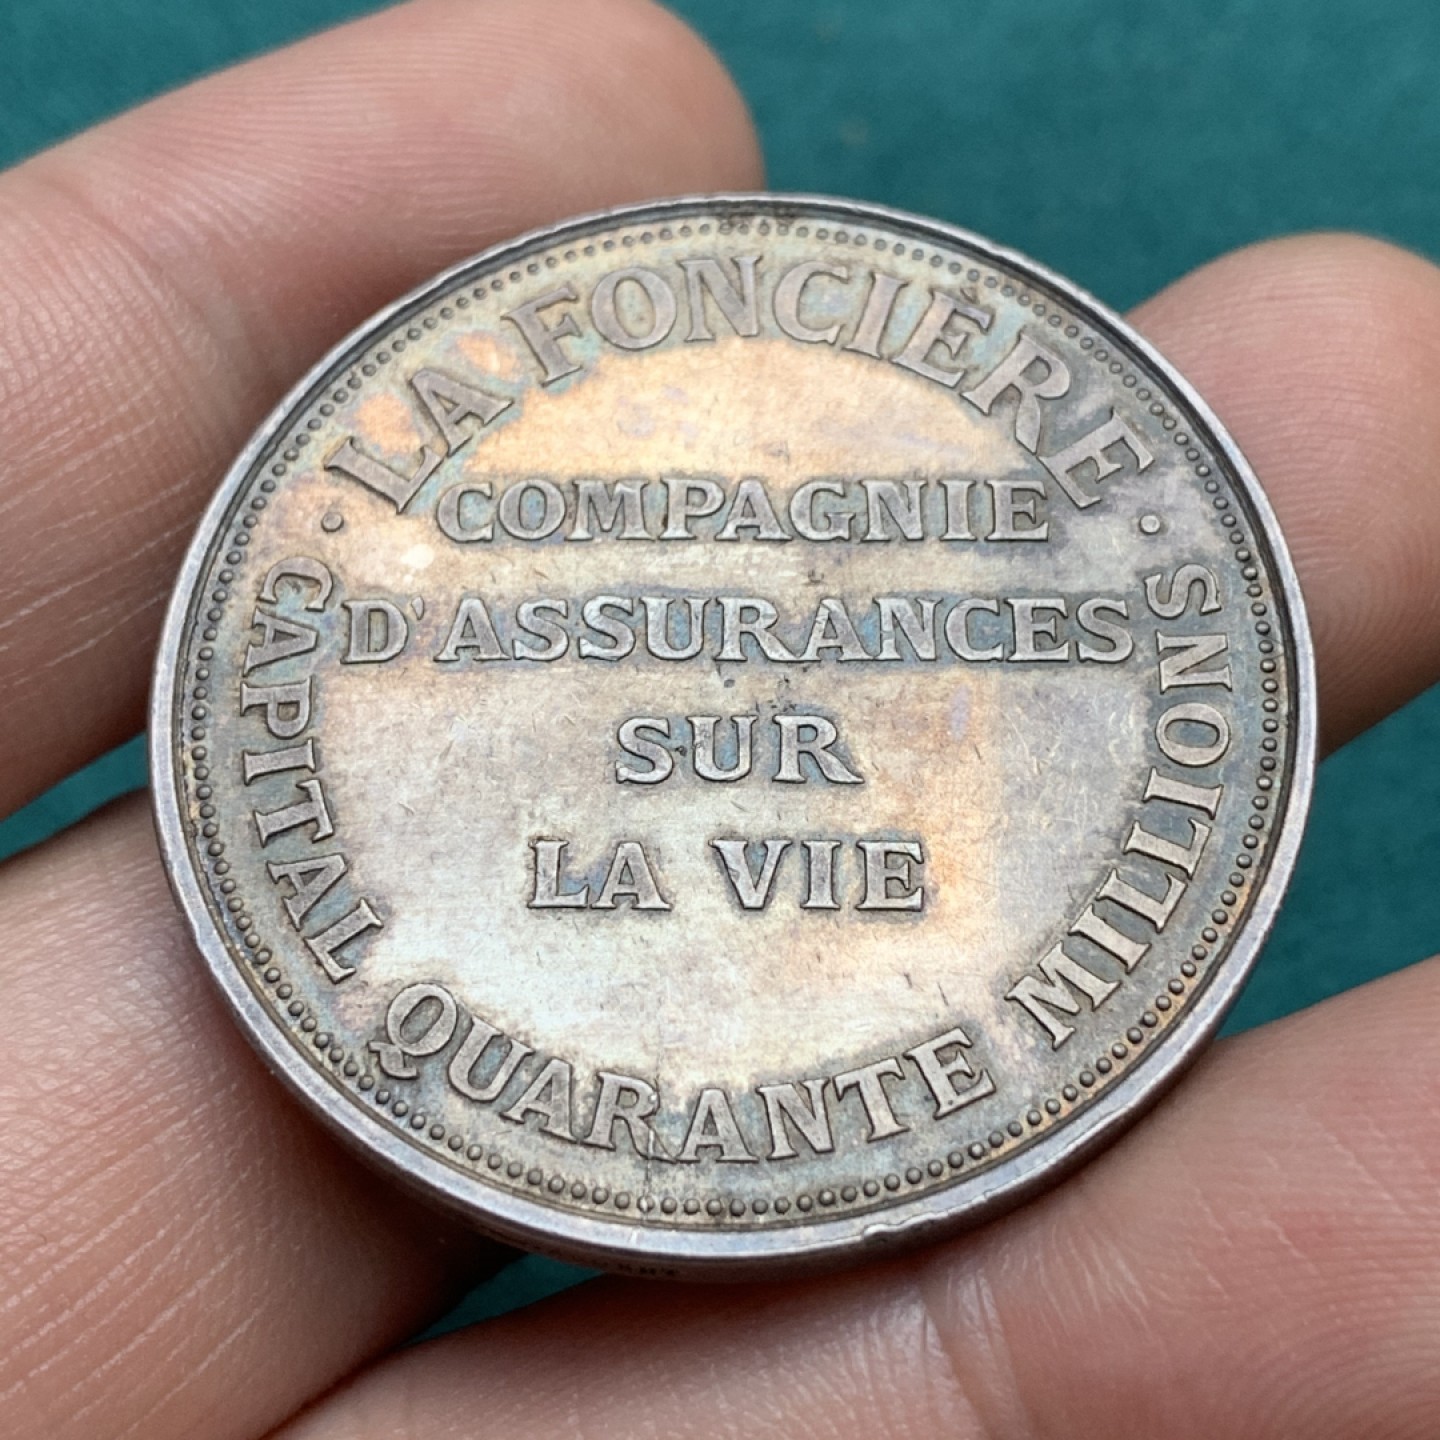 LA FONCIÈRE
COMPAGNIE
D'ASSURANCES
SUR
LA VIE
CAPITAL QUARANTE MILLIONS